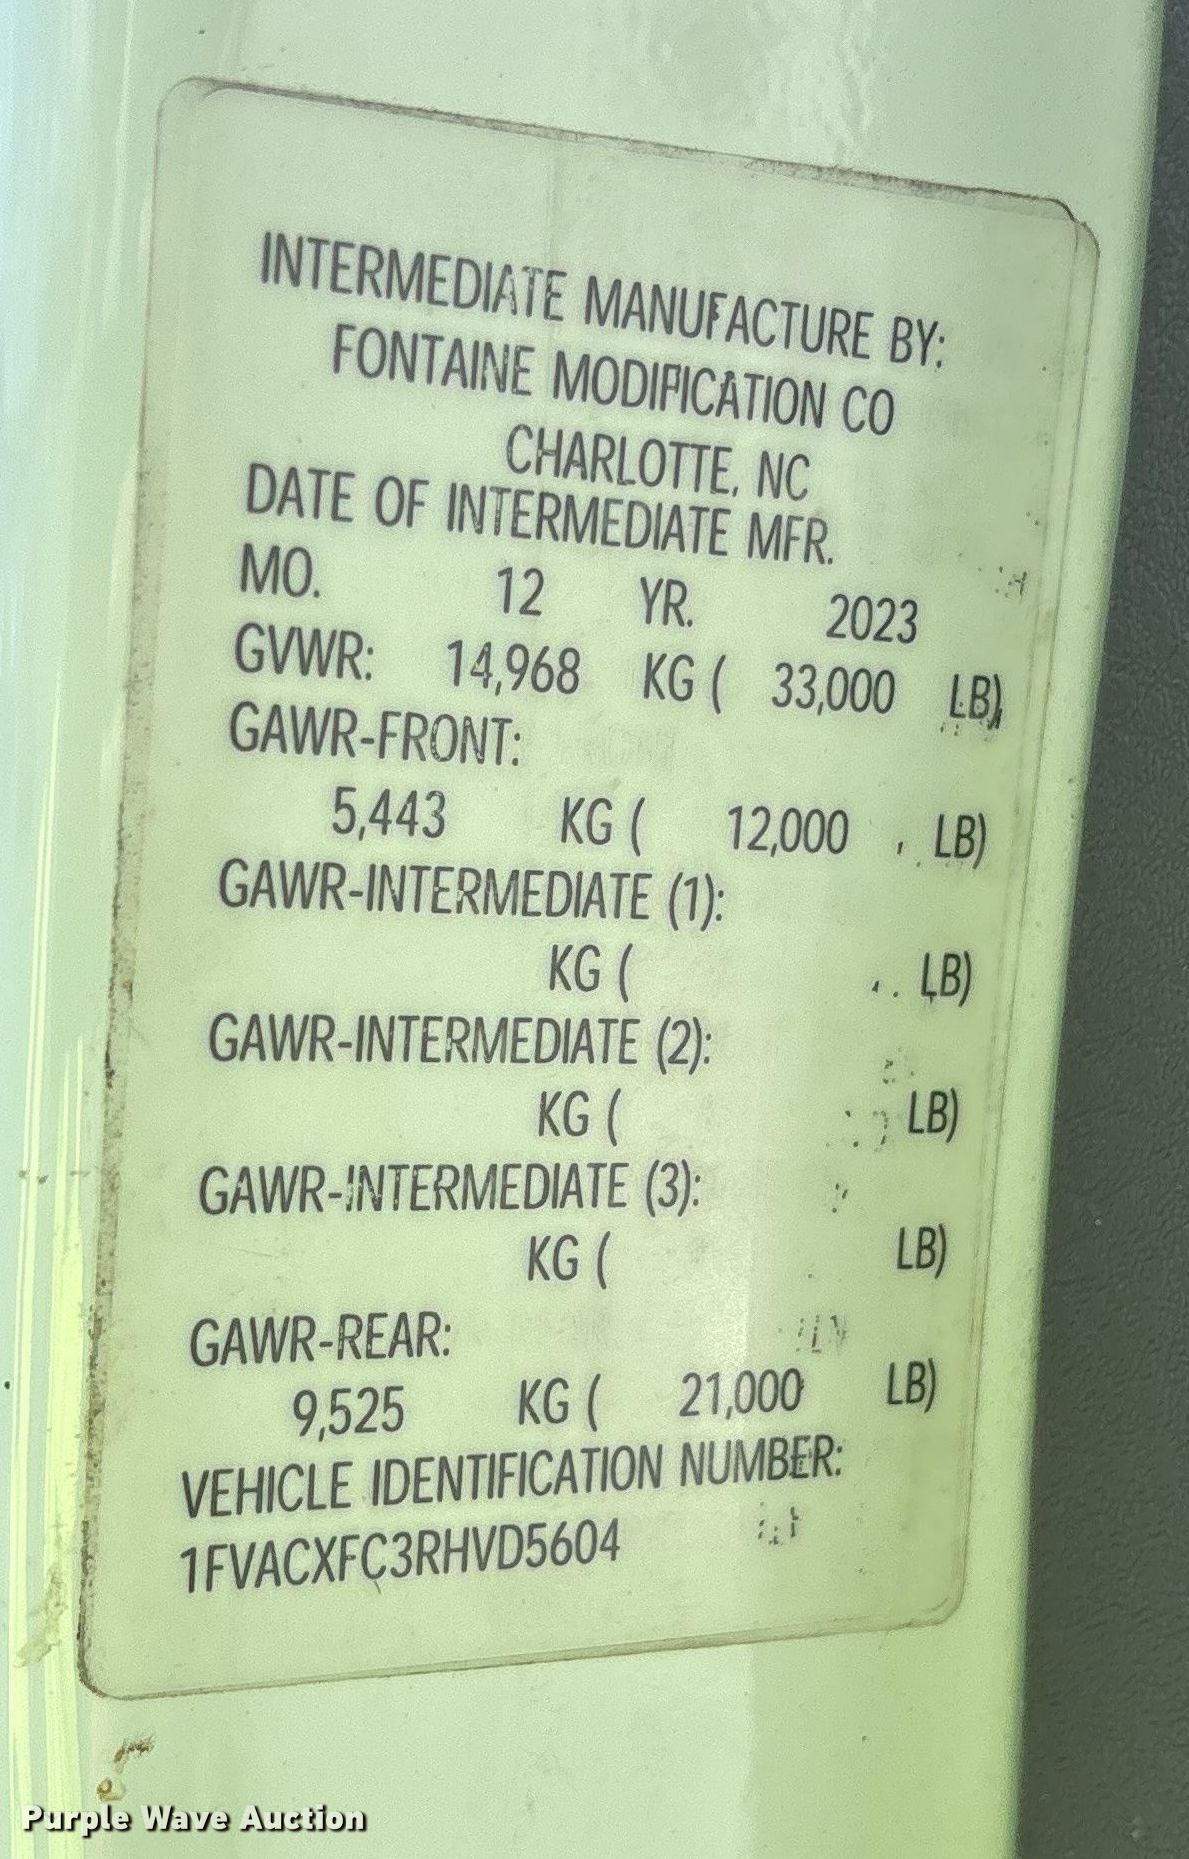 INTERMEDIATE MANUFACTURE BY:
FONTAINE MODIFICATION CO
CHARLOTTE, NC
DATE OF INTERMEDIATE MFR.
MO. 12 YR. 2023
GVWR: 14,968 KG ( 33,000 LB)
GAWR-FRONT:
5,443 KG ( 12,000 LB)
GAWR-INTERMEDIATE (1):
KG ( LB)
GAWR-INTERMEDIATE (2):
KG ( LB)
GAWR-INTERMEDIATE (3):
KG ( LB)
GAWR-REAR:
9,525 KG ( 21,000 LB)
VEHICLE IDENTIFICATION NUMBER:
1FVACXFC3RHVD5604
Purple Wave Auction